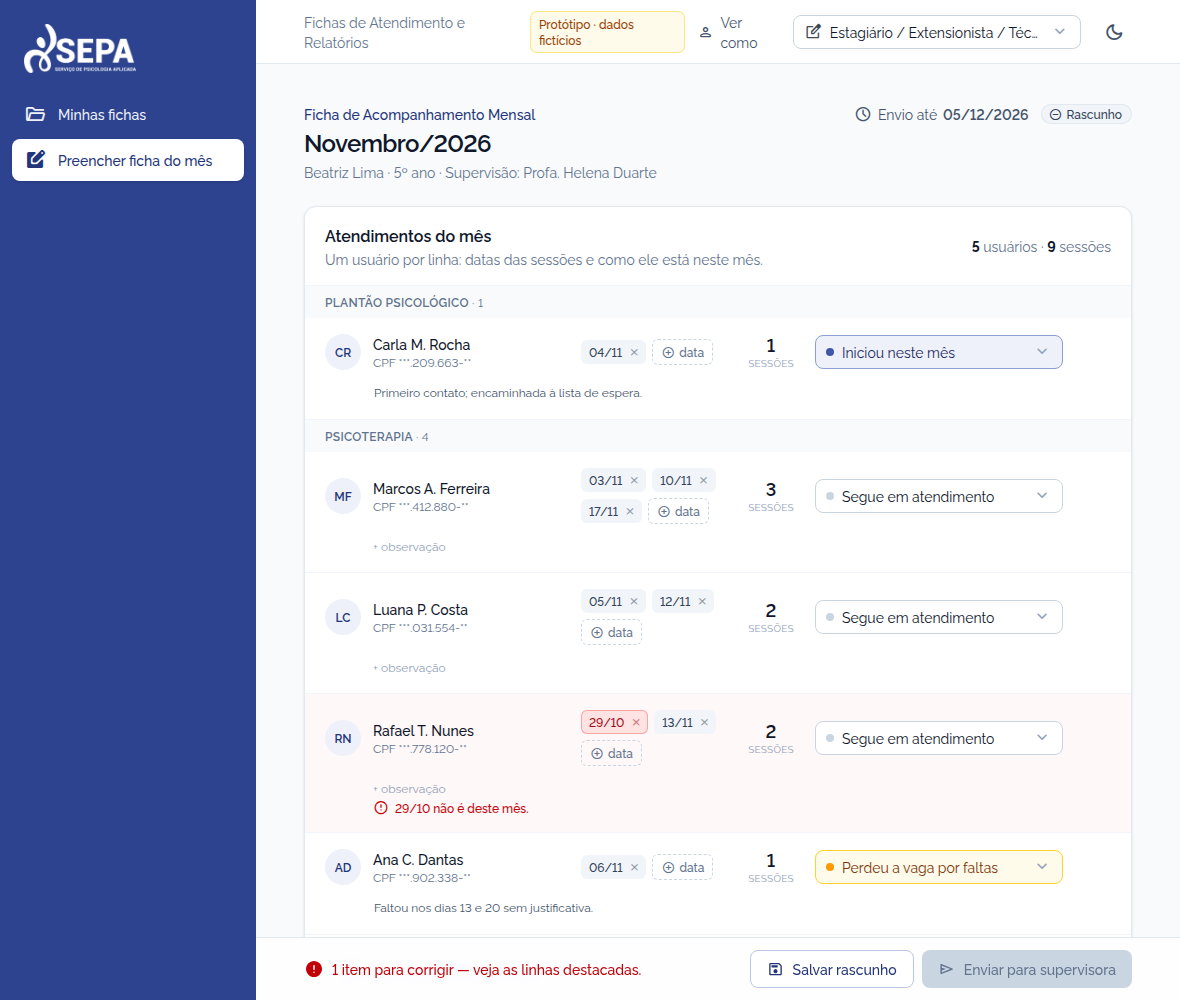 SEPA
SERVIÇO DE PSICOLOGIA APLICADA
Minhas fichas
Preencher ficha do mês
Fichas de Atendimento e
Relatórios
Protótipo · dados
fictícios
Ver
como
Estagiário / Extensionista / Téc...
Ficha de Acompanhamento Mensal
Envio até 05/12/2026
Rascunho
Novembro/2026
Beatriz Lima · 5º ano · Supervisão: Profa. Helena Duarte
Atendimentos do mês
Um usuário por linha: datas das sessões e como ele está neste mês.
5 usuários · 9 sessões
PLANTÃO PSICOLÓGICO · 1
CR
Carla M. Rocha
CPF ***.209.663-**
04/11 ×
data
1
SESSÕES
Iniciou neste mês
Primeiro contato; encaminhada à lista de espera.
PSICOTERAPIA · 4
MF
Marcos A. Ferreira
CPF ***.412.880-**
03/11 × 10/11 ×
17/11 × data
3
SESSÕES
Segue em atendimento
+ observação
LC
Luana P. Costa
CPF ***.031.554-**
05/11 × 12/11 ×
data
2
SESSÕES
Segue em atendimento
+ observação
RN
Rafael T. Nunes
CPF ***.778.120-**
29/10 × 13/11 ×
data
2
SESSÕES
Segue em atendimento
+ observação
29/10 não é deste mês.
AD
Ana C. Dantas
CPF ***.902.338-**
06/11 ×
data
1
SESSÕES
Perdeu a vaga por faltas
Faltou nos dias 13 e 20 sem justificativa.
1 item para corrigir — veja as linhas destacadas.
Salvar rascunho
Enviar para supervisora